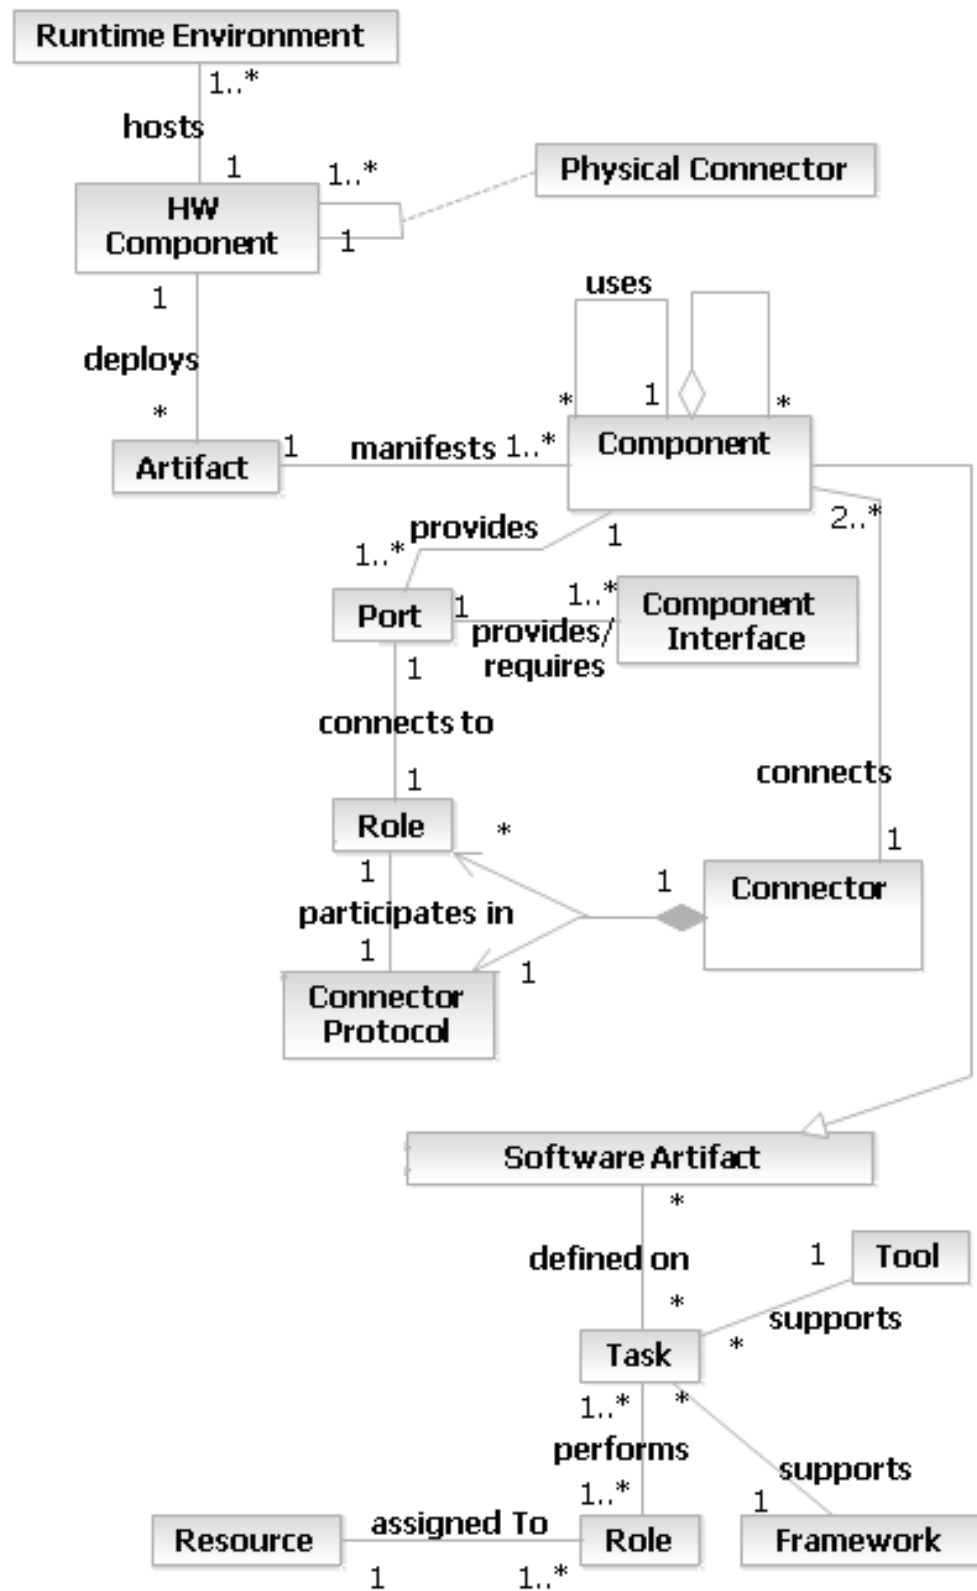 Runtime Environment
1..*
hosts
1
1..*
Physical Connector
HW
Component
1
1
uses
deploys
*
1
*
*
Component
1
manifests 1..*
Artifact
2..*
provides
1
1..*
1..*
Component
Interface
Port
1
provides/
requires
1
connects to
connects
1
1
Role
*
1
1
Connector
participates in
1
1
Connector
Protocol
Software Artifact
*
defined on
1
Tool
*
supports
*
Task
1..*
*
performs
supports
1..*
1
Resource
assigned To
Role
Framework
1
1..*